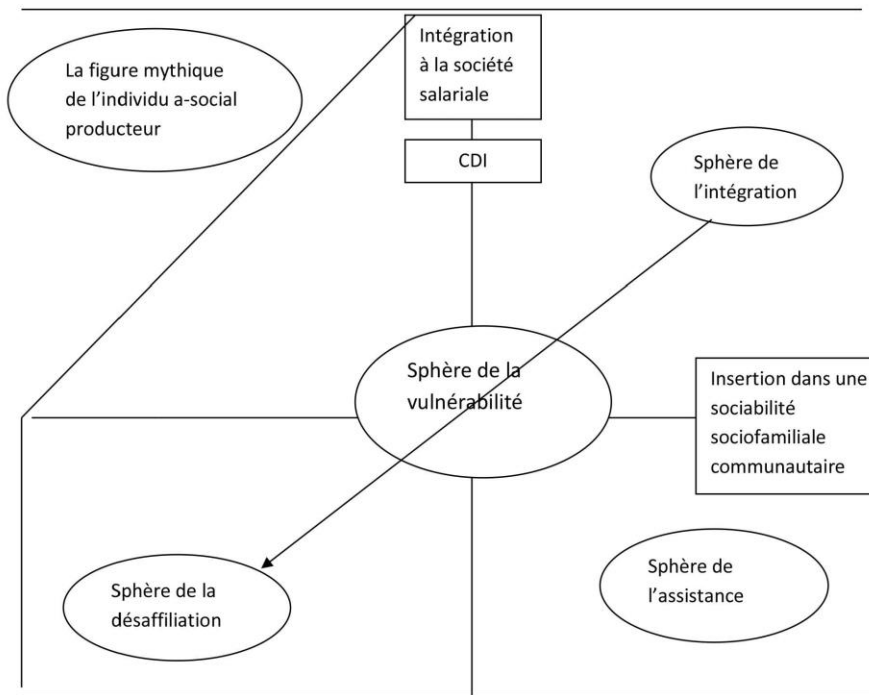 La figure mythique
de l’individu a-social
producteur
Intégration
à la société
salariale
CDI
Sphère de
l’intégration
Sphère de la
vulnérabilité
Insertion dans une
sociabilité
sociofamiliale
communautaire
Sphère de la
désaffiliation
Sphère de
l’assistance